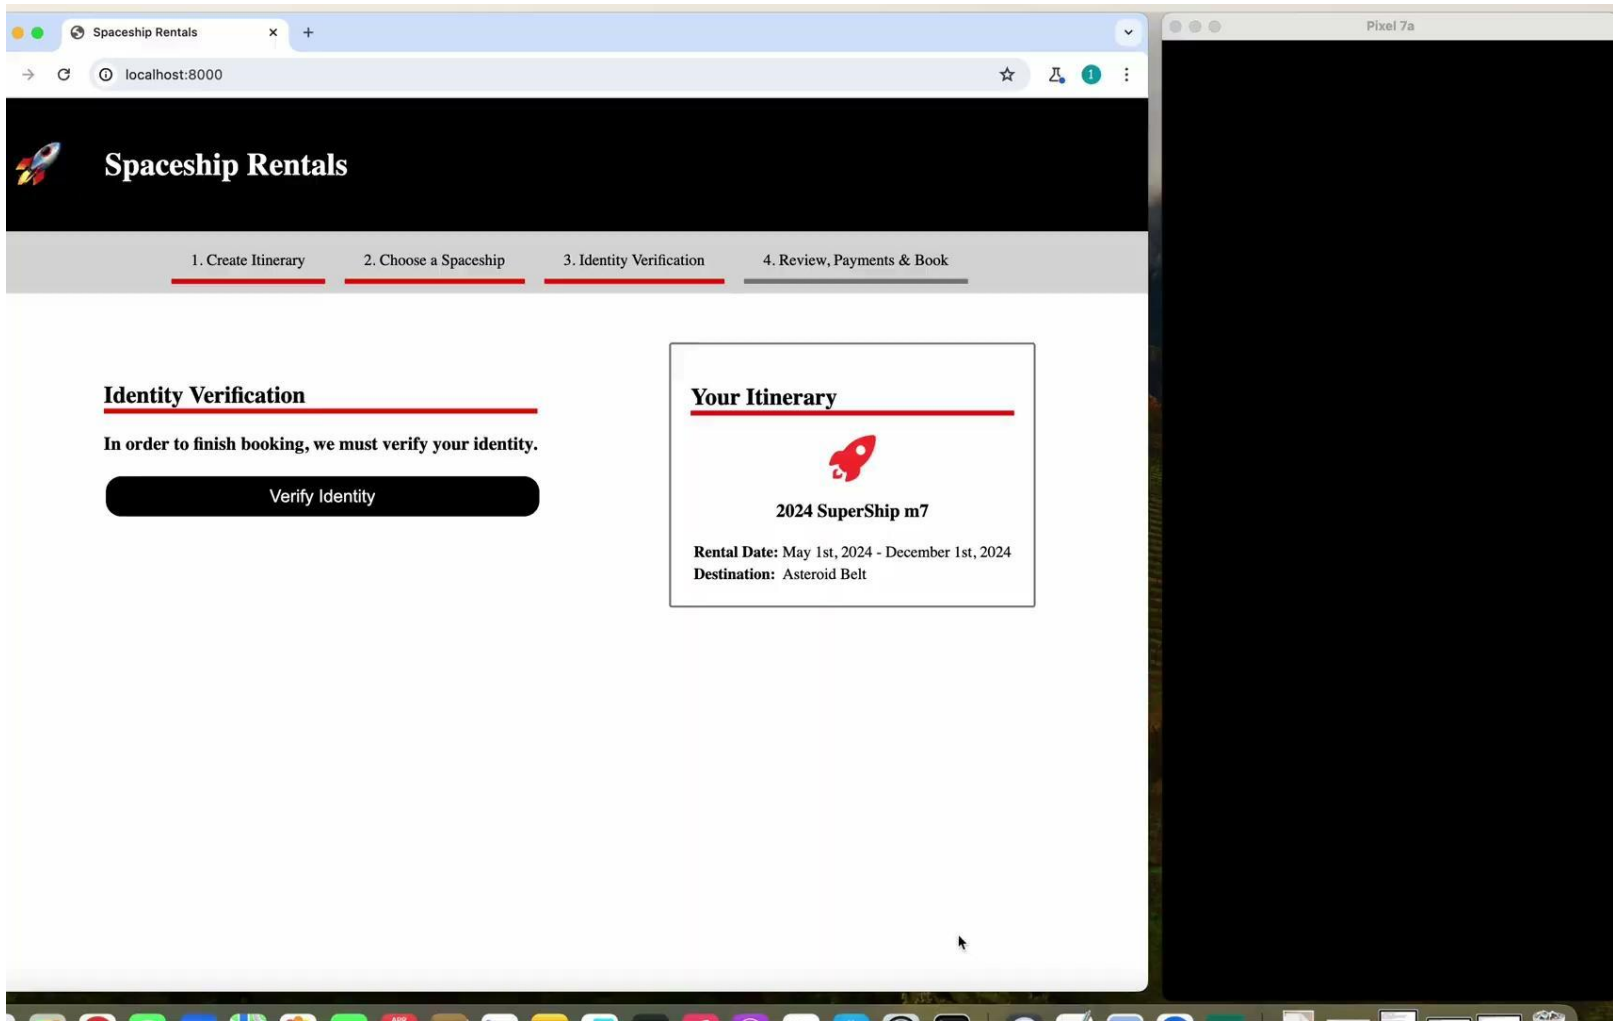 Spaceship Rentals
Pixel 7a
localhost:8000
1
Spaceship Rentals
1. Create Itinerary
2. Choose a Spaceship
3. Identity Verification
4. Review, Payments & Book
Identity Verification
In order to finish booking, we must verify your identity.
Verify Identity
Your Itinerary
2024 SuperShip m7
Rental Date: May 1st, 2024 - December 1st, 2024
Destination: Asteroid Belt